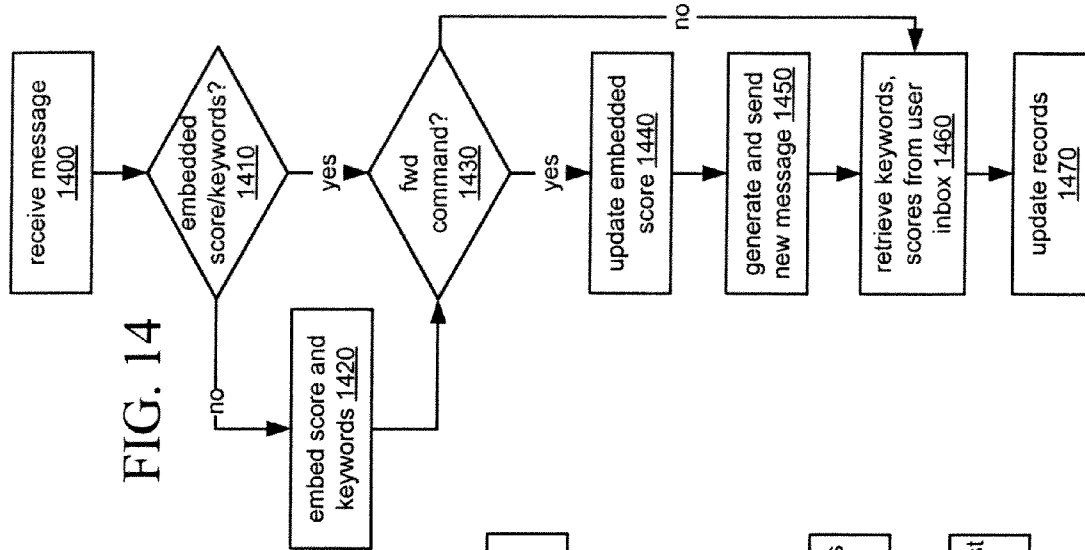 FIG. 14
receive message
1400
embedded
score/keywords?
1410
no
yes
embed score and
keywords 1420
fwd
command?
1430
no
yes
update embedded
score 1440
generate and send
new message 1450
retrieve keywords,
scores from user
inbox 1460
update records
1470